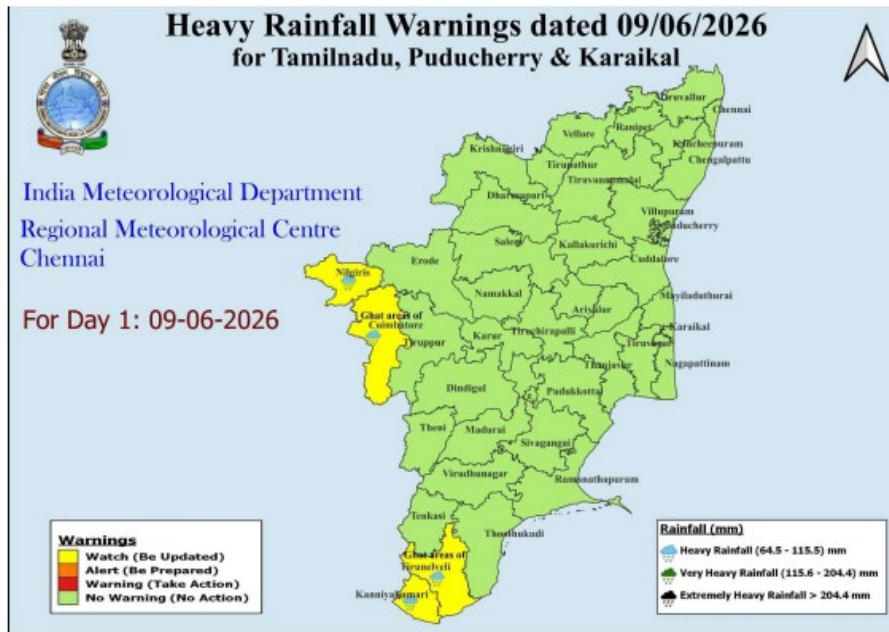 Heavy Rainfall Warnings dated 09/06/2026
for Tamilnadu, Puducherry & Karaikal
India Meteorological Department
Regional Meteorological Centre
Chennai
For Day 1: 09-06-2026
Tiruvallur
Chennai
Vellore
Ranipet
Kancheepuram
Krishnagiri
Chengalpattu
Tirupathur
Tiruvannamalai
Dharmapuri
Villupuram
Puducherry
Salem
Kallakurichi
Erode
Cuddalore
Nilgiris
Namakkal
Mayiladuthurai
Ghat areas of
Coimbatore
Ariyalur
Karaikal
Tiruppur
Karur
Tiruchirapalli
Tiruvarur
Thanjavur
Nagapattinam
Dindigul
Pudukkottai
Theni
Madurai
Sivagangai
Virudhunagar
Ramanathapuram
Tenkasi
Thoothukudi
Ghat areas of
Tirunelveli
Kanniyakumari
Warnings
Watch (Be Updated)
Alert (Be Prepared)
Warning (Take Action)
No Warning (No Action)
Rainfall (mm)
Heavy Rainfall (64.5 - 115.5) mm
Very Heavy Rainfall (115.6 - 204.4) mm
Extremely Heavy Rainfall > 204.4 mm